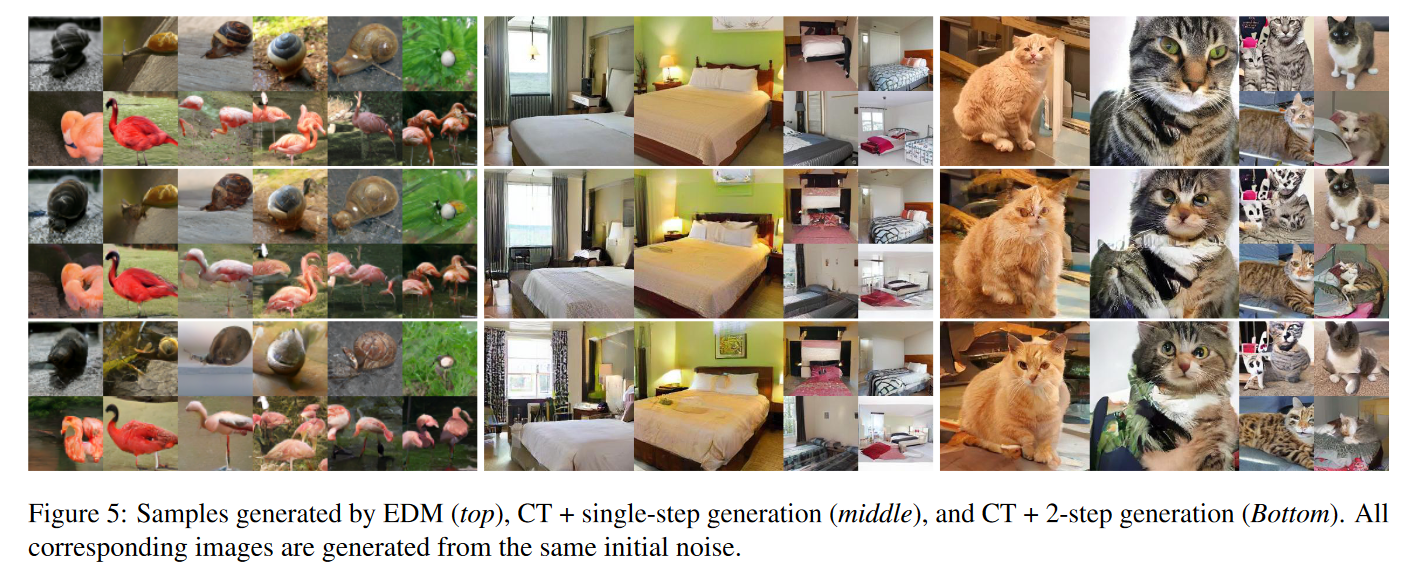 Figure 5: Samples generated by EDM (top), CT + single-step generation (middle), and CT + 2-step generation (Bottom). All
corresponding images are generated from the same initial noise.